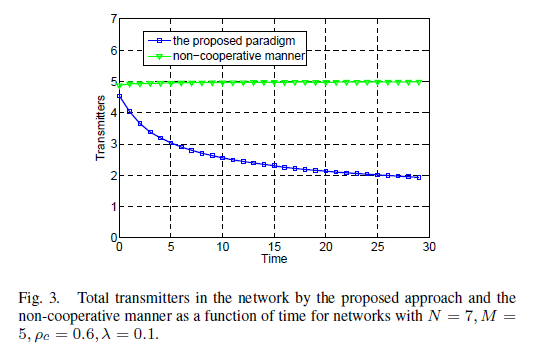 7
6
5
4
3
2
1
0
Transmitters
the proposed paradigm
non-cooperative manner
0 5 10 15 20 25 30
Time
Fig. 3. Total transmitters in the network by the proposed approach and the
non-cooperative manner as a function of time for networks with N = 7, M =
5, ρc = 0.6, λ = 0.1.